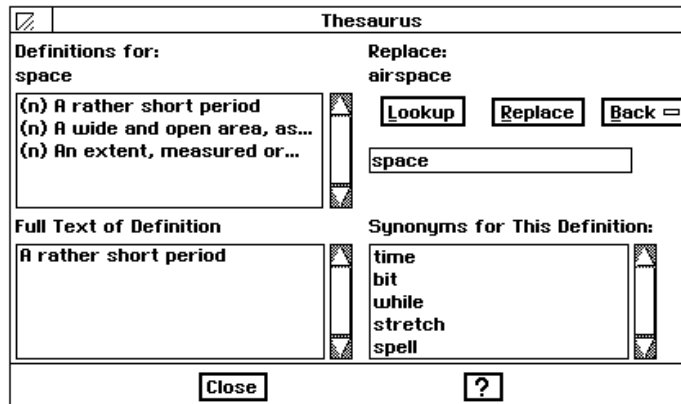 Thesaurus
Definitions for:
space
(n) A rather short period
(n) A wide and open area, as...
(n) An extent, measured or...
Replace:
airspace
Lookup
Replace
Back
space
Full Text of Definition
A rather short period
Synonyms for This Definition:
time
bit
while
stretch
spell
Close
?